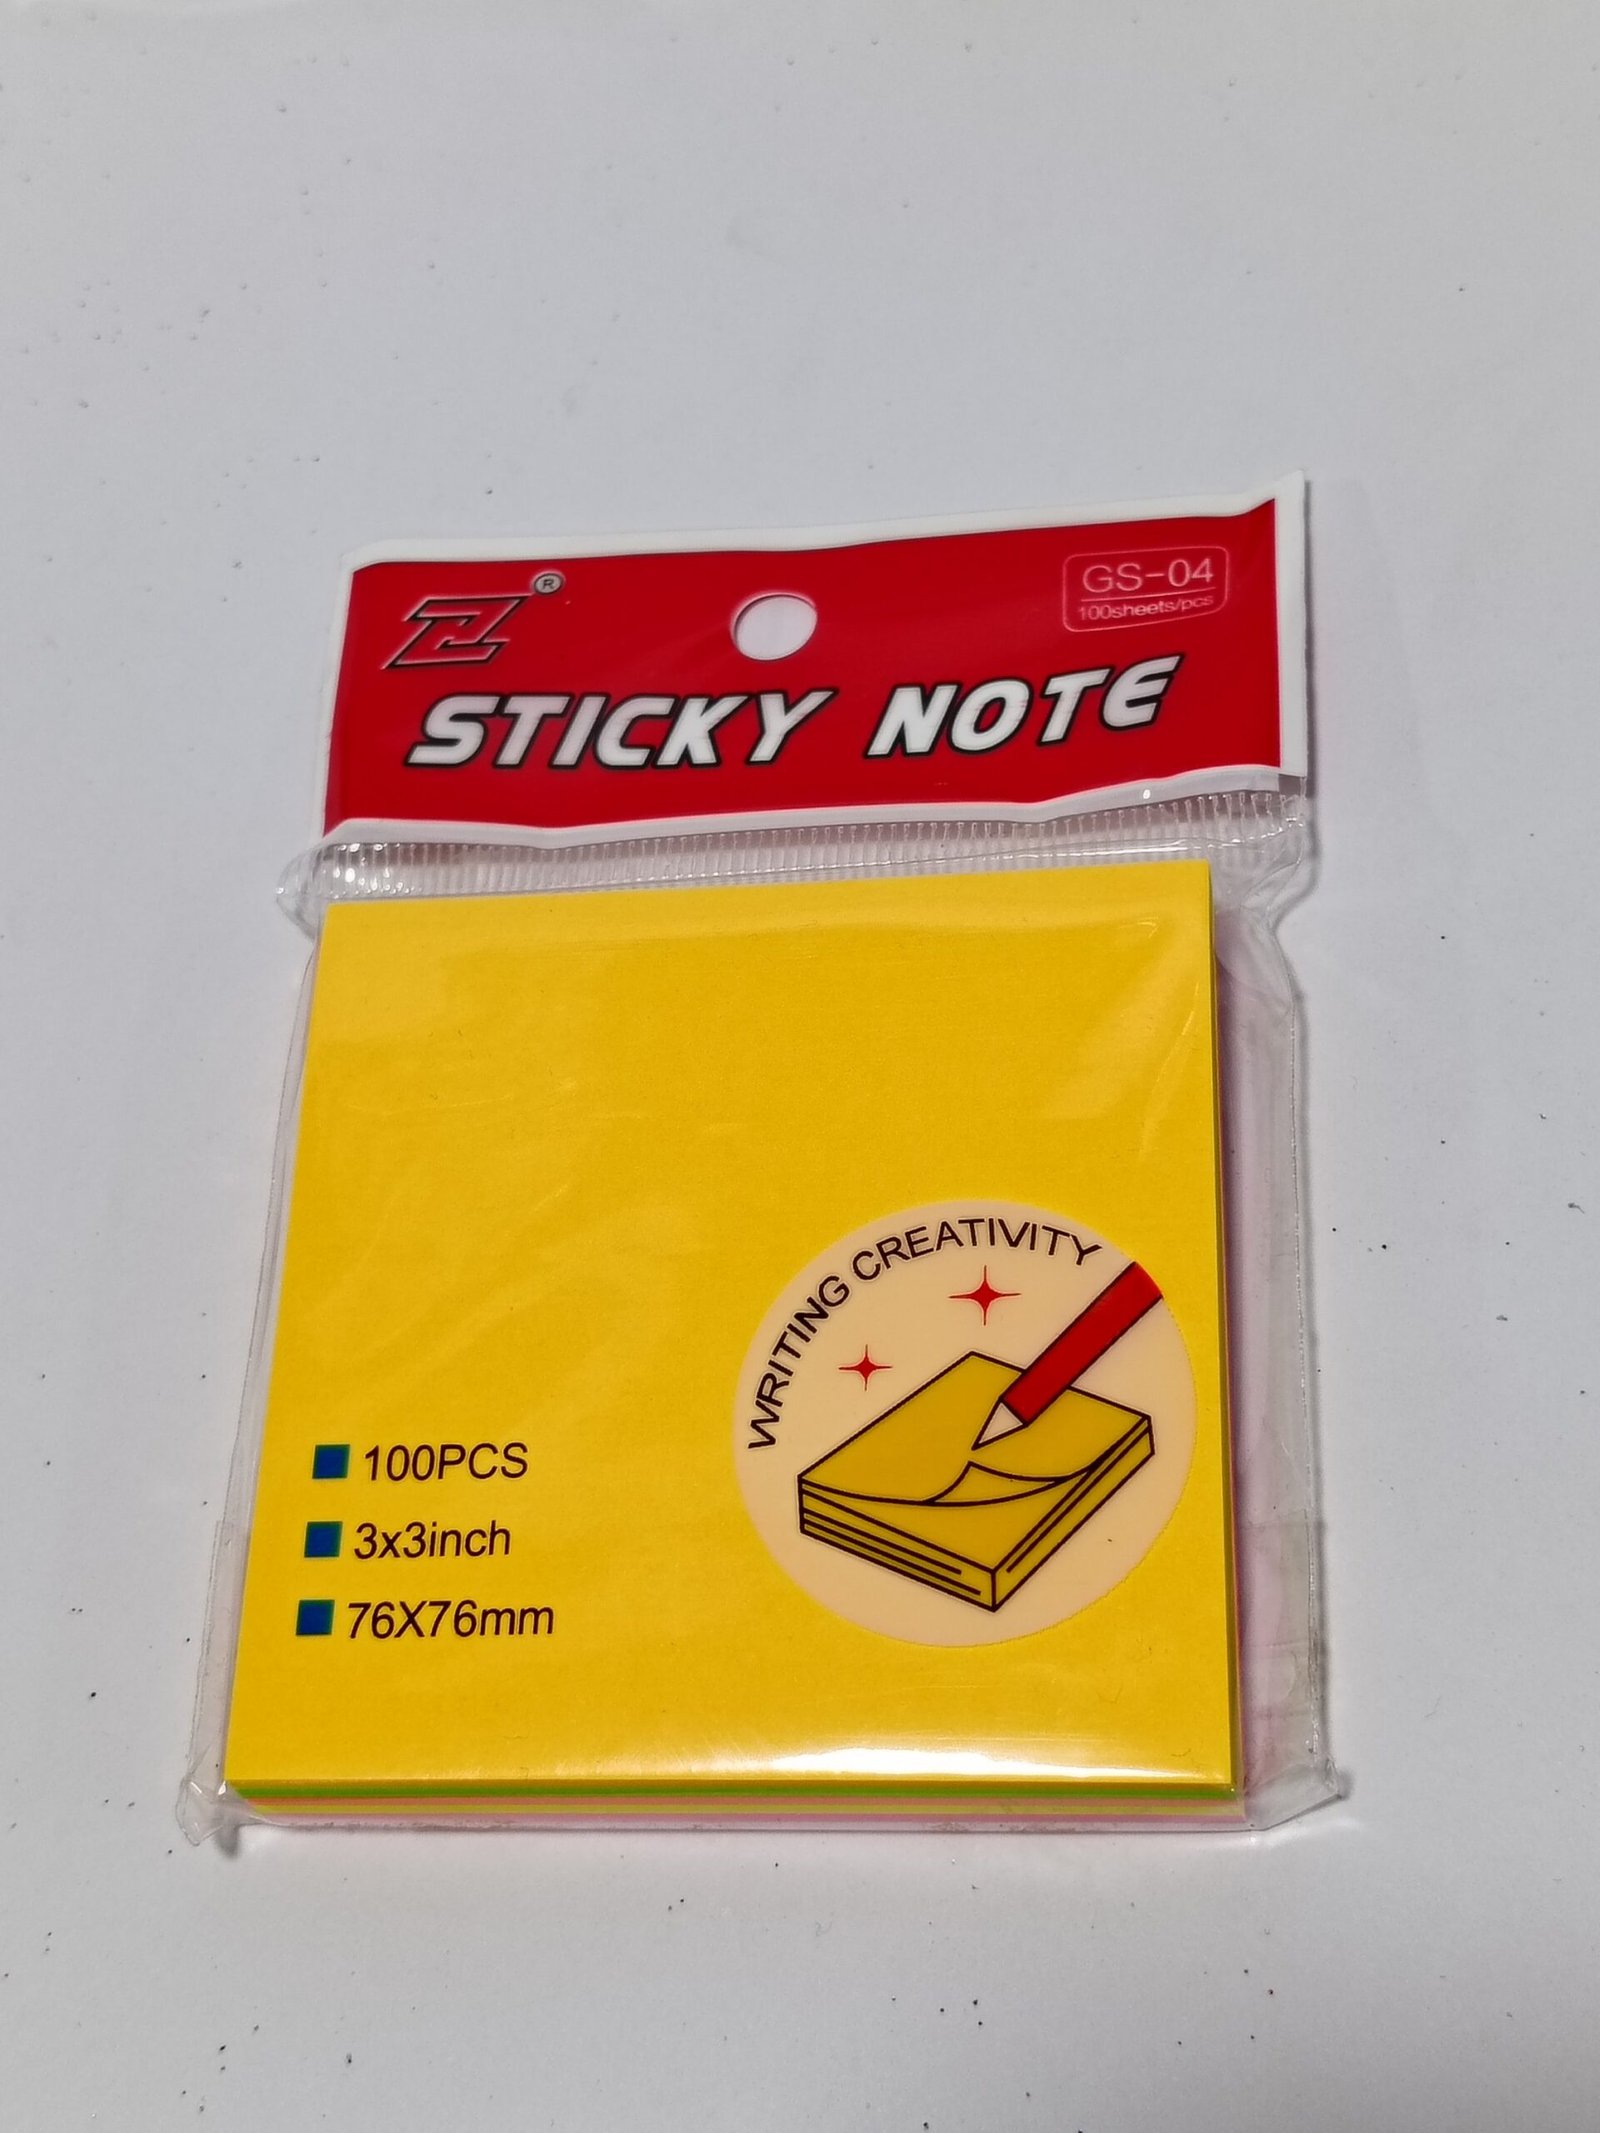 ®
GS-04
100sheets/pcs
STICKY NOTE
WRITING CREATIVITY
100PCS
3x3inch
76X76mm